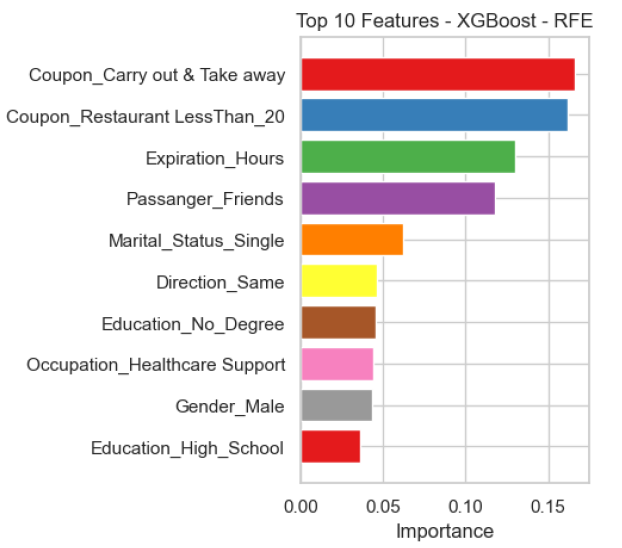 Top 10 Features - XGBoost - RFE
Coupon_Carry out & Take away
Coupon_Restaurant LessThan_20
Expiration_Hours
Passanger_Friends
Marital_Status_Single
Direction_Same
Education_No_Degree
Occupation_Healthcare Support
Gender_Male
Education_High_School
0.00 0.05 0.10 0.15
Importance